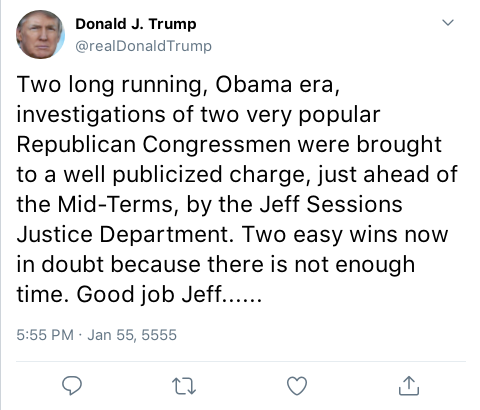 Donald J. Trump
@realDonaldTrump
Two long running, Obama era,
investigations of two very popular
Republican Congressmen were brought
to a well publicized charge, just ahead of
the Mid-Terms, by the Jeff Sessions
Justice Department. Two easy wins now
in doubt because there is not enough
time. Good job Jeff......
5:55 PM · Jan 55, 5555